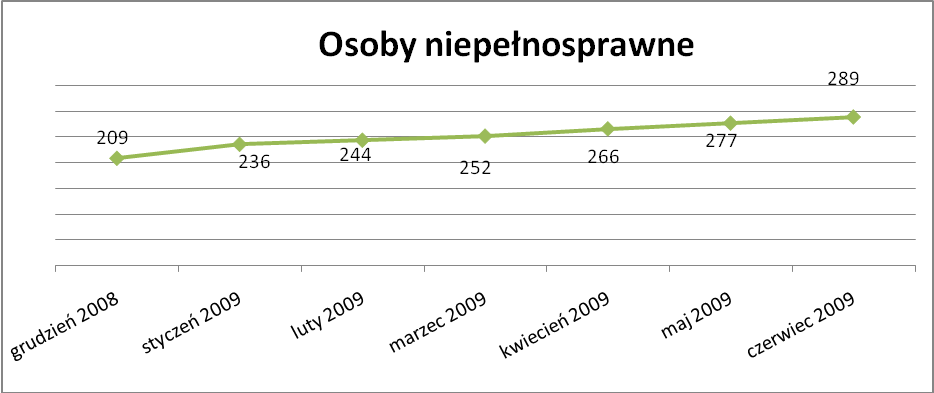 Osoby niepełnosprawne
209
236
244
252
266
277
289
grudzień 2008
styczeń 2009
luty 2009
marzec 2009
kwiecień 2009
maj 2009
czerwiec 2009